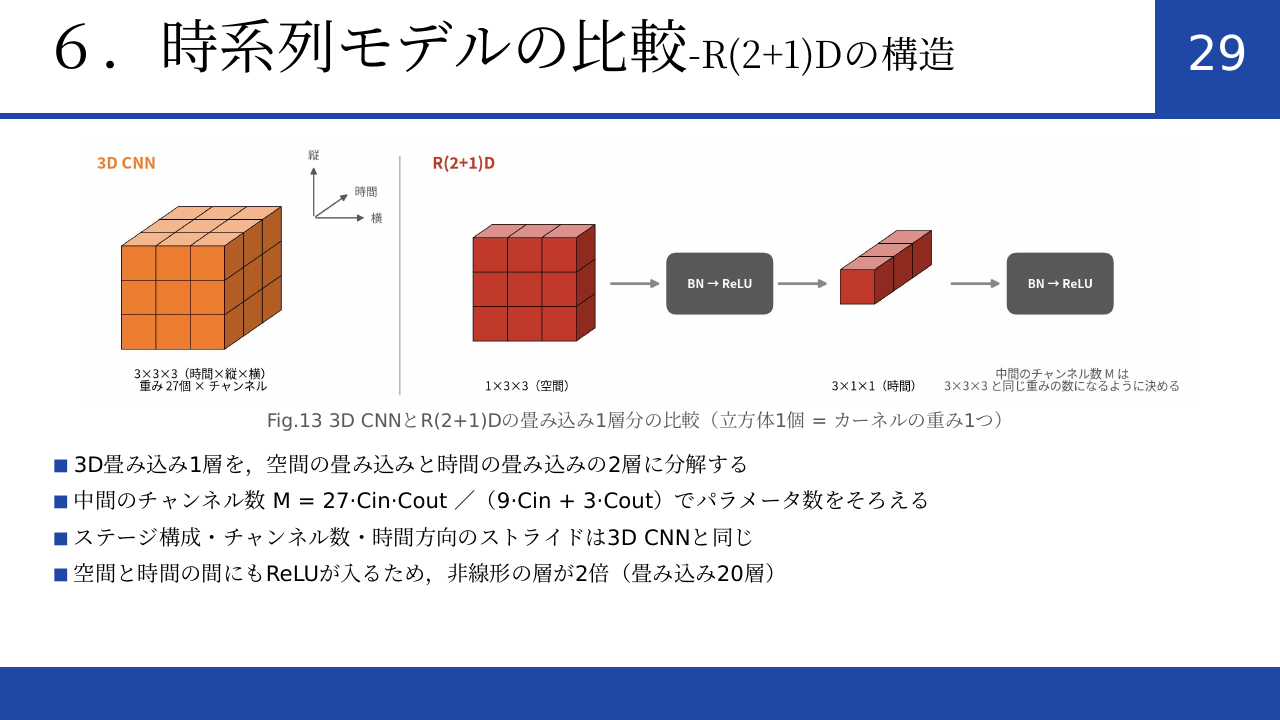 ６．時系列モデルの比較-R(2+1)Dの構造
29
3D CNN
縦
時間
横
3×3×3（時間×縦×横）
重み 27個 × チャンネル
R(2+1)D
BN → ReLU
BN → ReLU
1×3×3（空間）
3×1×1（時間）
中間のチャンネル数 M は
3×3×3 と同じ重みの数になるように決める
Fig.13 3D CNNとR(2+1)Dの畳み込み1層分の比較（立方体1個 = カーネルの重み1つ）
■ 3D畳み込み1層を，空間の畳み込みと時間の畳み込みの2層に分解する
■ 中間のチャンネル数 M = 27·Cin·Cout ／（9·Cin + 3·Cout）でパラメータ数をそろえる
■ ステージ構成・チャンネル数・時間方向のストライドは3D CNNと同じ
■ 空間と時間の間にもReLUが入るため，非線形の層が2倍（畳み込み20層）